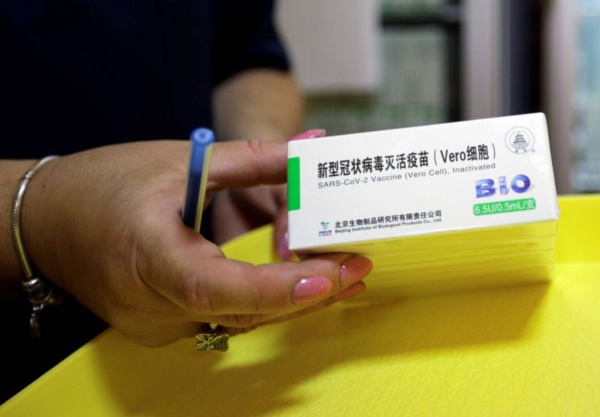 新型冠状病毒灭活疫苗（Vero细胞）
SARS-CoV-2 Vaccine (Vero Cell), Inactivated
BIO
6.5U/0.5mL/支
北京生物制品研究所有限责任公司
Beijing Institute of Biological Products Co., Ltd.